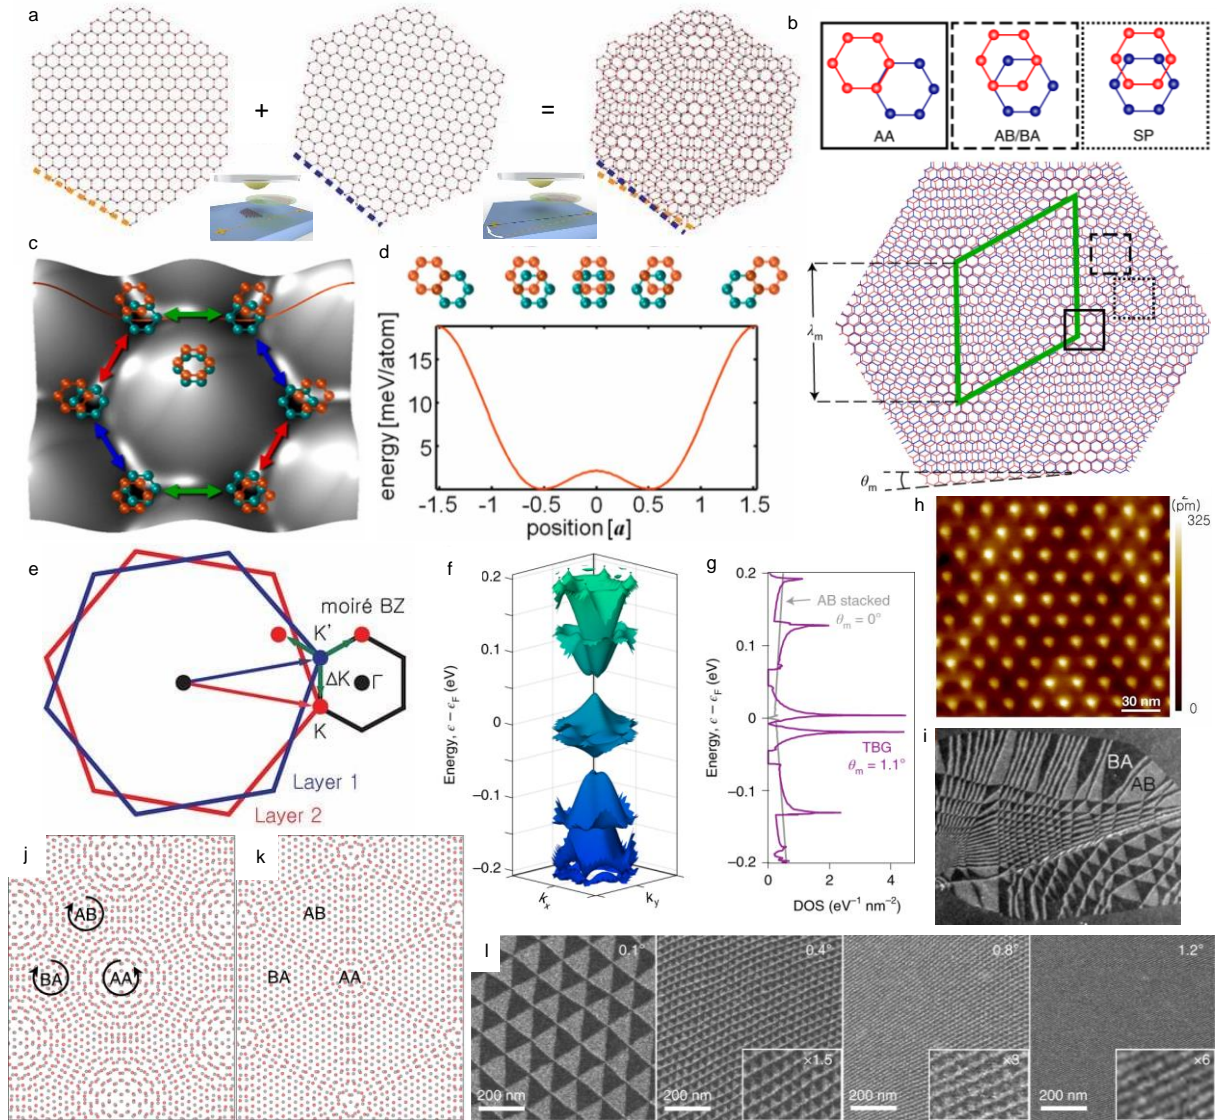 a
+
=
b
AA
AB/BA
SP
λm
θm
c
d
energy [meV/atom]
15
10
5
-1.5
-1
-0.5
0
0.5
1
1.5
position [a]
e
moiré BZ
K'
ΔK
Γ
K
Layer 1
Layer 2
f
Energy, ϵ − ϵF (eV)
0.2
0.1
0
−0.1
−0.2
kx
ky
g
Energy, ϵ − ϵF (eV)
0.2
0.1
0
−0.1
−0.2
AB stacked
θm = 0°
TBG
θm = 1.1°
0
2
4
DOS (eV⁻¹ nm⁻²)
h
(pm)
325
0
30 nm
i
BA
AB
j
AB
BA
AA
k
AB
BA
AA
l
0.1°
200 nm
0.4°
×1.5
200 nm
0.8°
×3
200 nm
1.2°
×6
200 nm